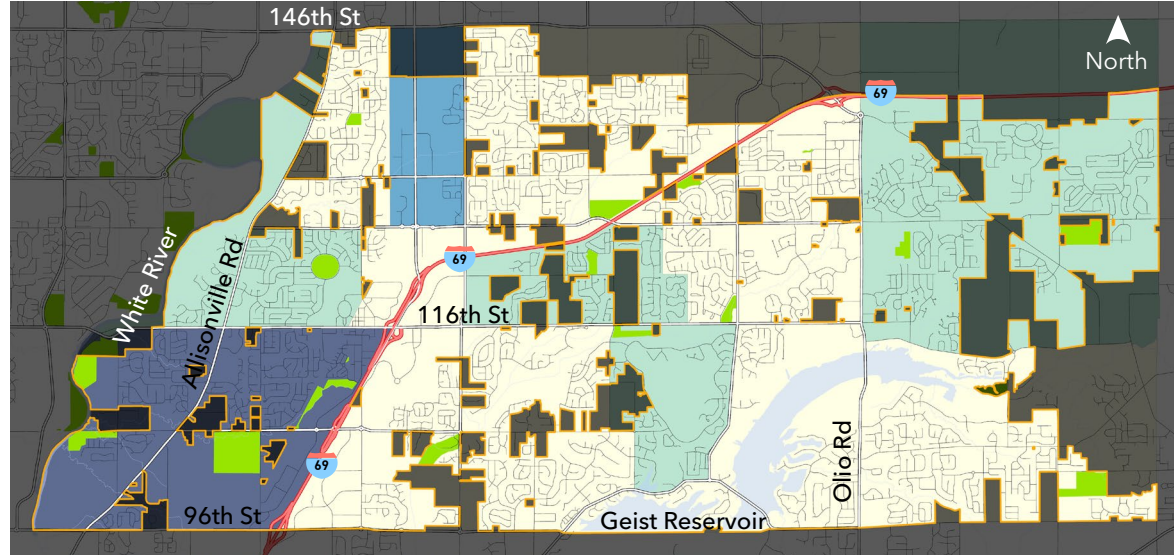 146th St
North
69
White River
Allisonville Rd
69
116th St
69
Olio Rd
96th St
Geist Reservoir